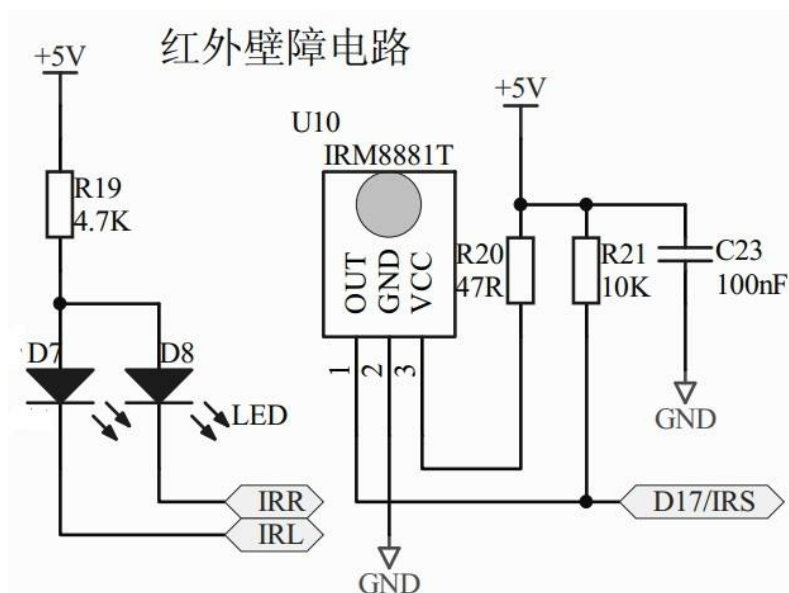 红外壁障电路
+5V
R19
4.7K
D7
D8
LED
IRR
IRL
U10
IRM8881T
OUT
GND
VCC
1
2
3
+5V
R20
47R
R21
10K
C23
100nF
GND
D17/IRS
GND